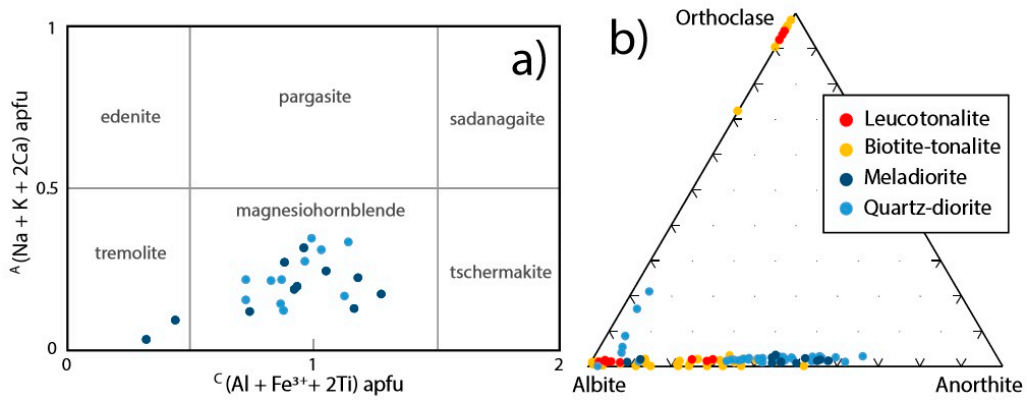 a)
1
0.5
0
ᴬ(Na + K + 2Ca) apfu
edenite
pargasite
sadanagaite
magnesiohornblende
tremolite
tschermakite
0
1
2
ᶜ(Al + Fe³⁺+ 2Ti) apfu
b)
Orthoclase
Leucotonalite
Biotite-tonalite
Meladiorite
Quartz-diorite
Albite
Anorthite